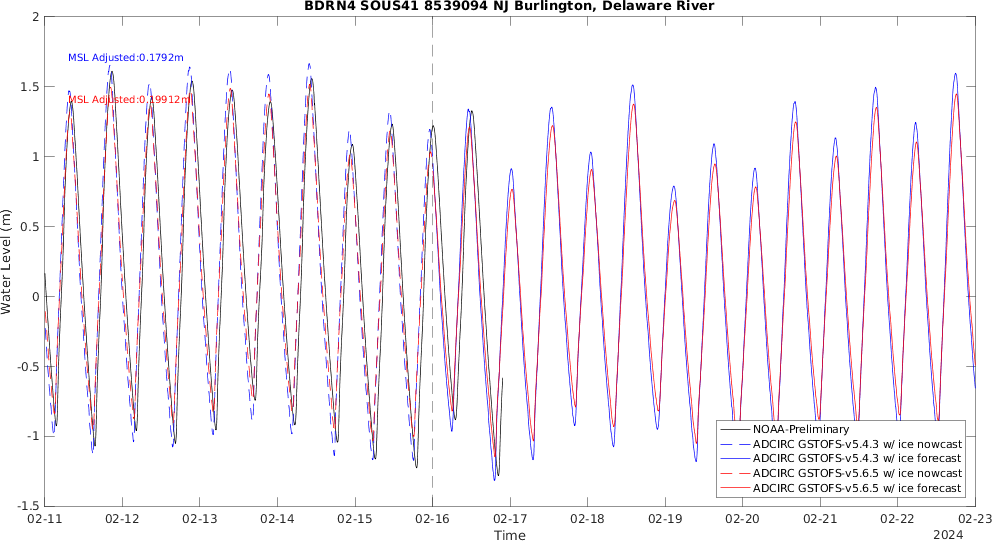 BDRN4 SOUS41 8539094 NJ Burlington, Delaware River
2
MSL Adjusted:0.1792m
1.5
MSL Adjusted:0.19912m
1
0.5
Water Level (m)
0
-0.5
-1
NOAA-Preliminary
ADCIRC GSTOFS-v5.4.3 w/ ice nowcast
ADCIRC GSTOFS-v5.4.3 w/ ice forecast
ADCIRC GSTOFS-v5.6.5 w/ ice nowcast
ADCIRC GSTOFS-v5.6.5 w/ ice forecast
-1.5
02-11 02-12 02-13 02-14 02-15 02-16 02-17 02-18 02-19 02-20 02-21 02-22 02-23
Time
2024